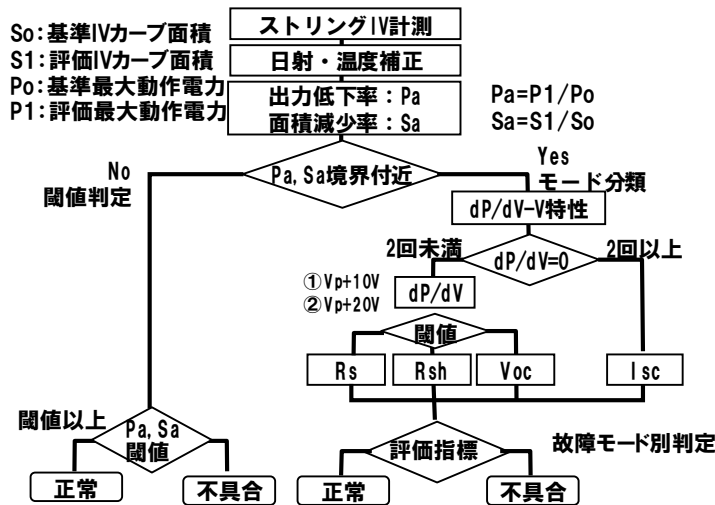 So:基準IVカーブ面積
S1:評価IVカーブ面積
Po:基準最大動作電力
P1:評価最大動作電力
ストリングIV計測
日射・温度補正
出力低下率:Pa
面積減少率:Sa
Pa=P1/Po
Sa=S1/So
No
閾値判定
Pa,Sa境界付近
Yes
モード分類
dP/dV-V特性
2回未満
dP/dV=0
2回以上
①Vp+10V
②Vp+20V
dP/dV
閾値
Rs
Rsh
Voc
Isc
閾値以上
Pa,Sa
閾値
評価指標
故障モード別判定
正常
不具合
正常
不具合